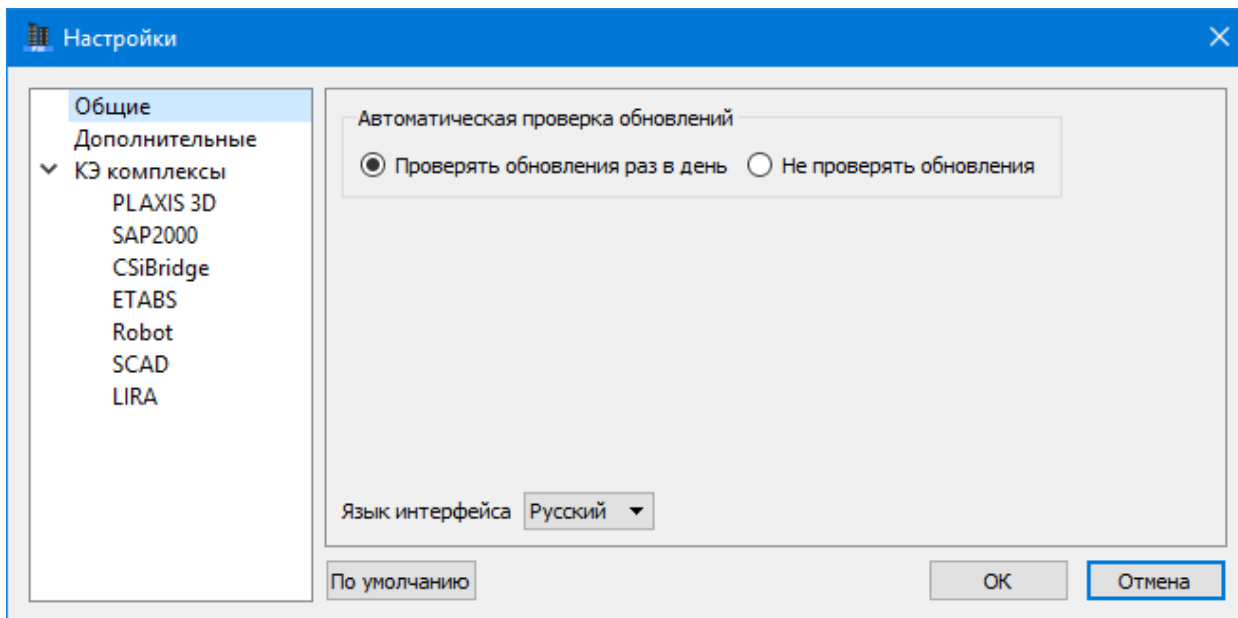 Настройки
Общие
Дополнительные
КЭ комплексы
PLAXIS 3D
SAP2000
CSiBridge
ETABS
Robot
SCAD
LIRA
Автоматическая проверка обновлений
Проверять обновления раз в день Не проверять обновления
Язык интерфейса Русский
По умолчанию OK Отмена